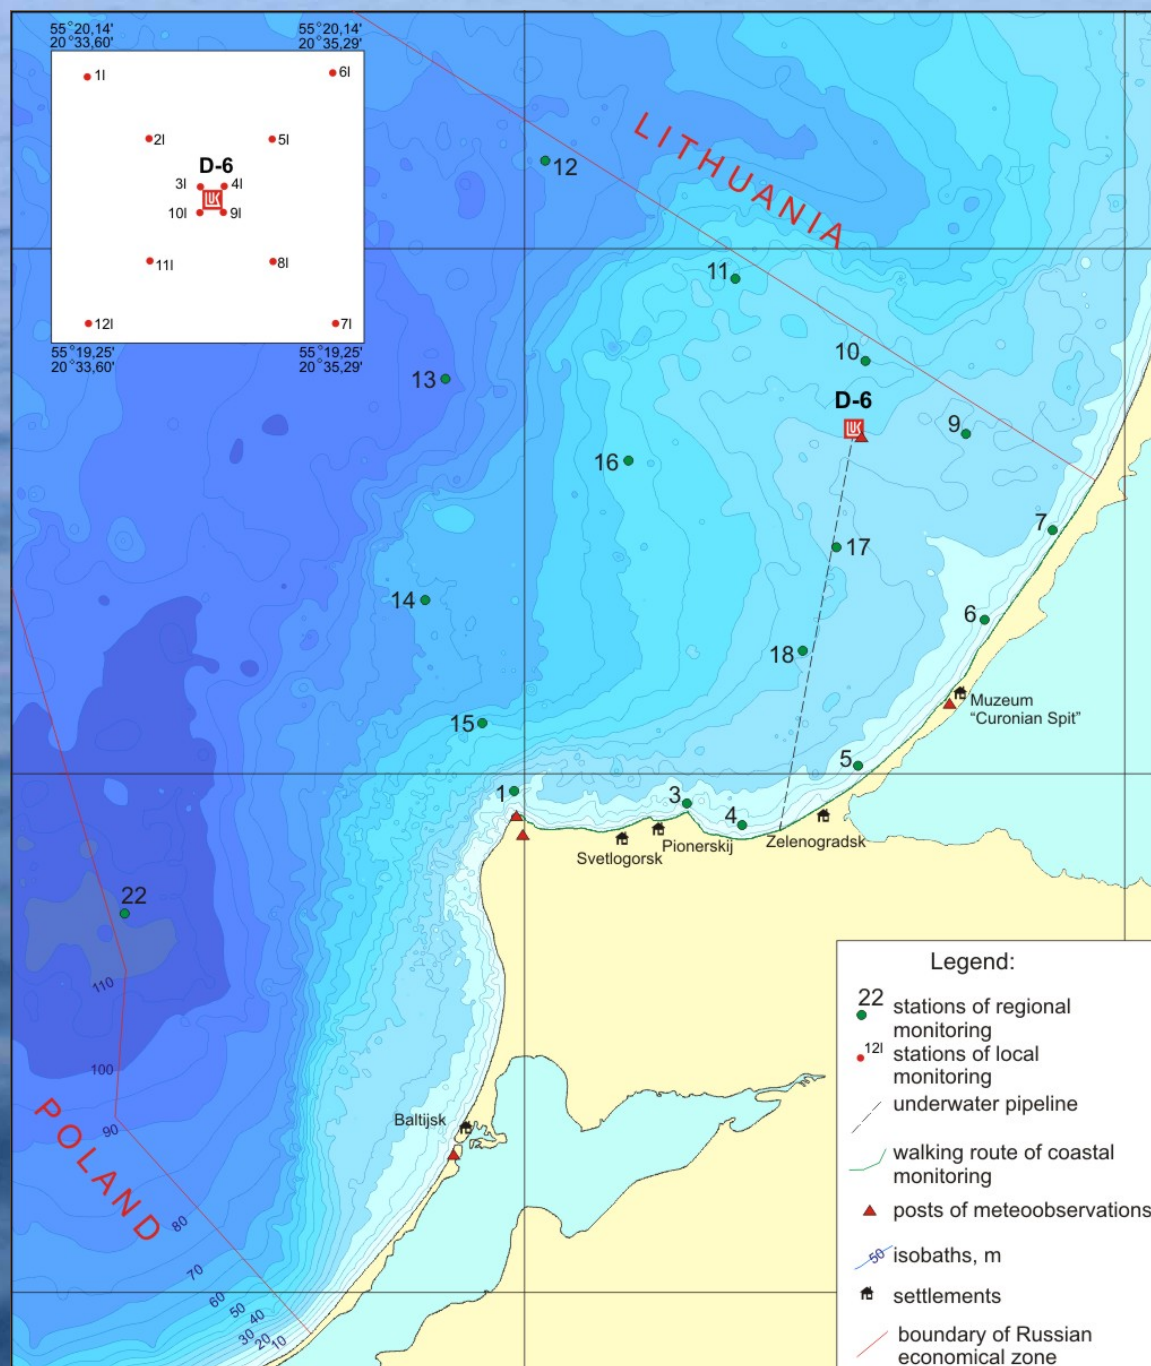 55°20,14'
20°33,60'
55°20,14'
20°35,29'
1l
6l
2l
5l
D-6
3l
4l
LUK
10l
9l
11l
8l
12l
7l
55°19,25'
20°33,60'
55°19,25'
20°35,29'
LITHUANIA
12
11
10
13
D-6
LUK
9
16
7
17
14
6
18
Muzeum
“Curonian Spit”
15
5
1
3
4
Svetlogorsk
Pionerskij
Zelenogradsk
22
110
100
90
80
70
60
50
40
30
20
10
POLAND
Baltijsk
Legend:
22 stations of regional
monitoring
12l stations of local
monitoring
underwater pipeline
walking route of coastal
monitoring
posts of meteoobservations
50 isobaths, m
settlements
boundary of Russian
economical zone